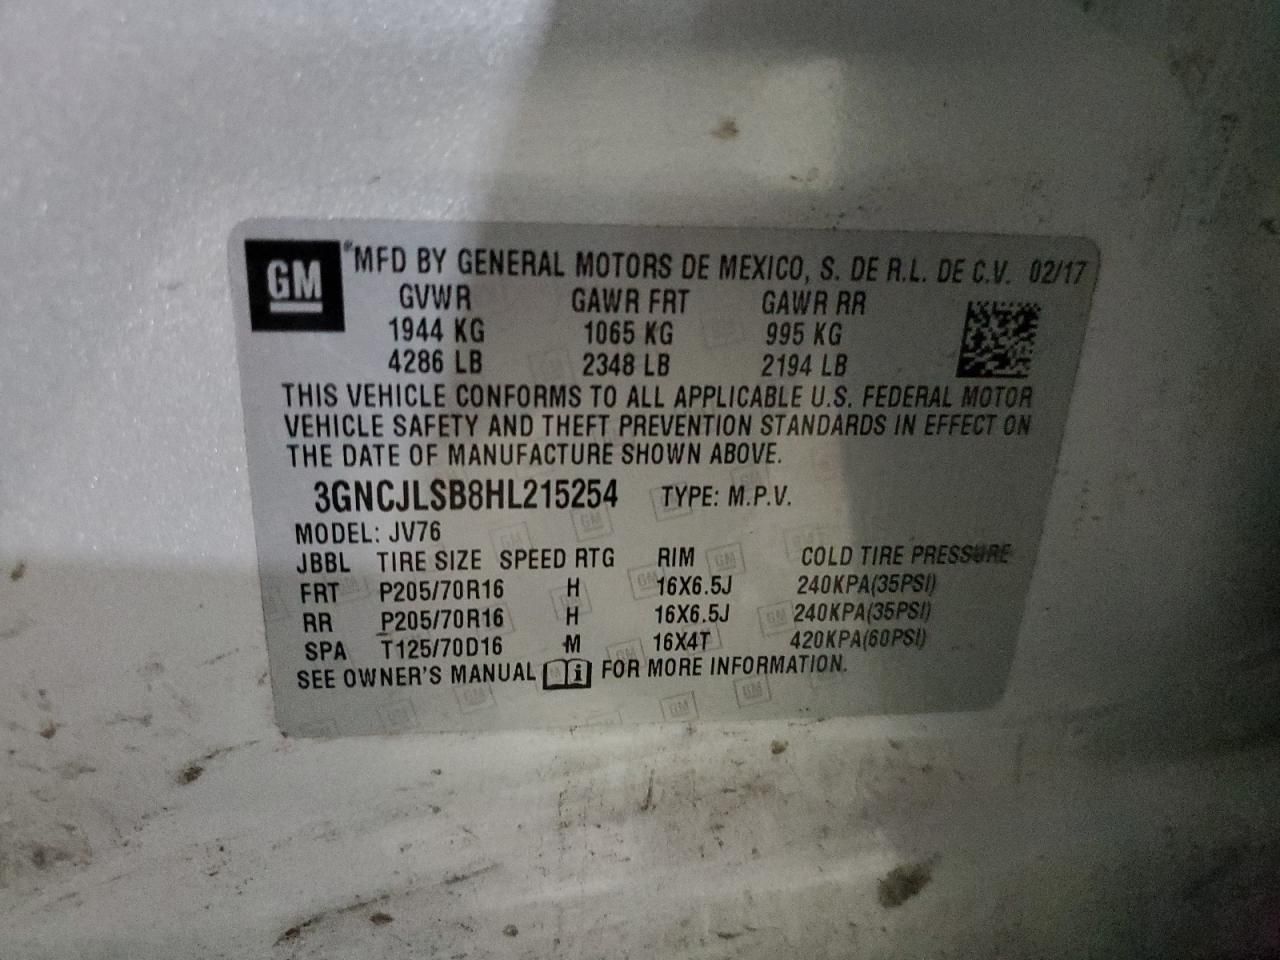 GM ®MFD BY GENERAL MOTORS DE MEXICO, S. DE R.L. DE C.V. 02/17
GVWR GAWR FRT GAWR RR
1944 KG 1065 KG 995 KG
4286 LB 2348 LB 2194 LB
THIS VEHICLE CONFORMS TO ALL APPLICABLE U.S. FEDERAL MOTOR
VEHICLE SAFETY AND THEFT PREVENTION STANDARDS IN EFFECT ON
THE DATE OF MANUFACTURE SHOWN ABOVE.
3GNCJLSB8HL215254 TYPE: M.P.V.
MODEL: JV76
JBBL TIRE SIZE SPEED RTG RIM COLD TIRE PRESSURE
FRT P205/70R16 H 16X6.5J 240KPA(35PSI)
RR P205/70R16 H 16X6.5J 240KPA(35PSI)
SPA T125/70D16 M 16X4T 420KPA(60PSI)
SEE OWNER'S MANUAL FOR MORE INFORMATION.